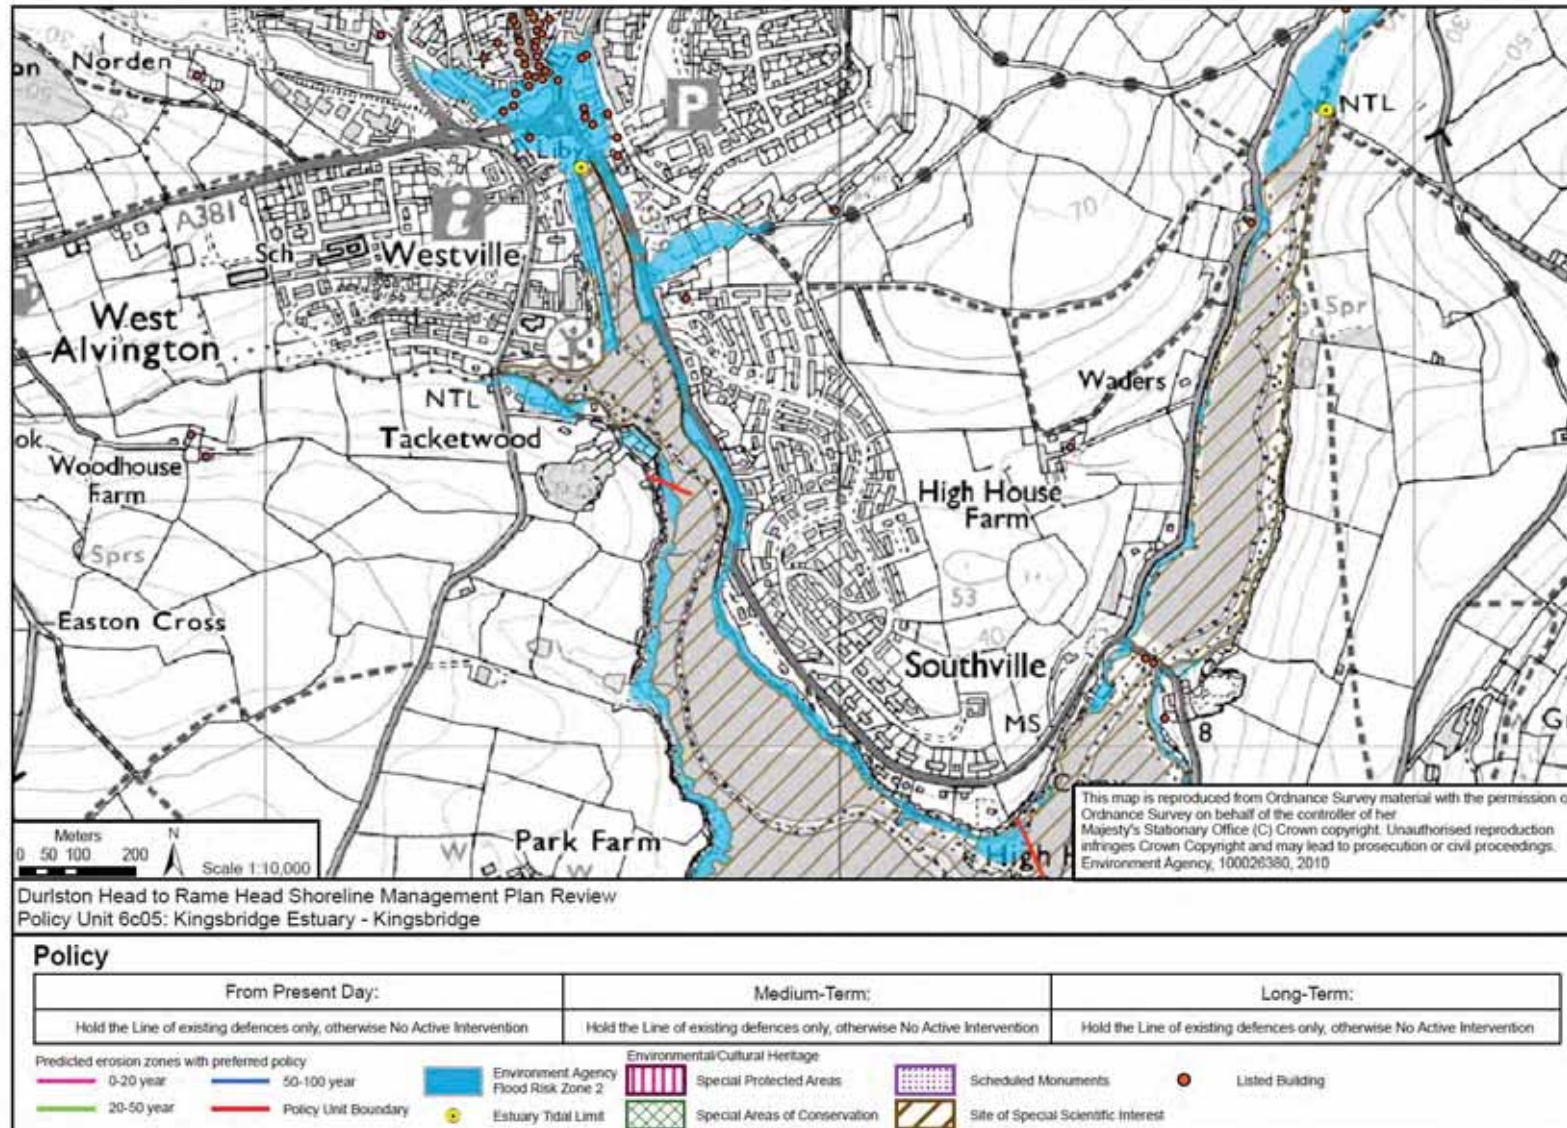 Norden
P
NTL
Liby
70
A381
Sch
i
Westville
West
Alvington
Spr
NTL
Waders
Tacketwood
Woodhouse
Farm
High House
Farm
Sprs
53
Easton Cross
40
Southville
MS
8
G
Park Farm
W
W
High H
50
30
50
This map is reproduced from Ordnance Survey material with the permission o
Ordnance Survey on behalf of the controller of her
Majesty's Stationary Office (C) Crown copyright. Unauthorised reproduction
infringes Crown Copyright and may lead to prosecution or civil proceedings.
Environment Agency, 100026380, 2010
Meters
N
0 50 100 200
Scale 1:10,000
Durlston Head to Rame Head Shoreline Management Plan Review
Policy Unit 6c05: Kingsbridge Estuary - Kingsbridge
Policy
From Present Day: Medium-Term: Long-Term:
Hold the Line of existing defences only, otherwise No Active Intervention Hold the Line of existing defences only, otherwise No Active Intervention Hold the Line of existing defences only, otherwise No Active Intervention
Predicted erosion zones with preferred policy
0-20 year
50-100 year
20-50 year
Policy Unit Boundary
Environment Agency
Flood Risk Zone 2
Estuary Tidal Limit
Environmental/Cultural Heritage
Special Protected Areas
Scheduled Monuments
Listed Building
Special Areas of Conservation
Site of Special Scientific Interest